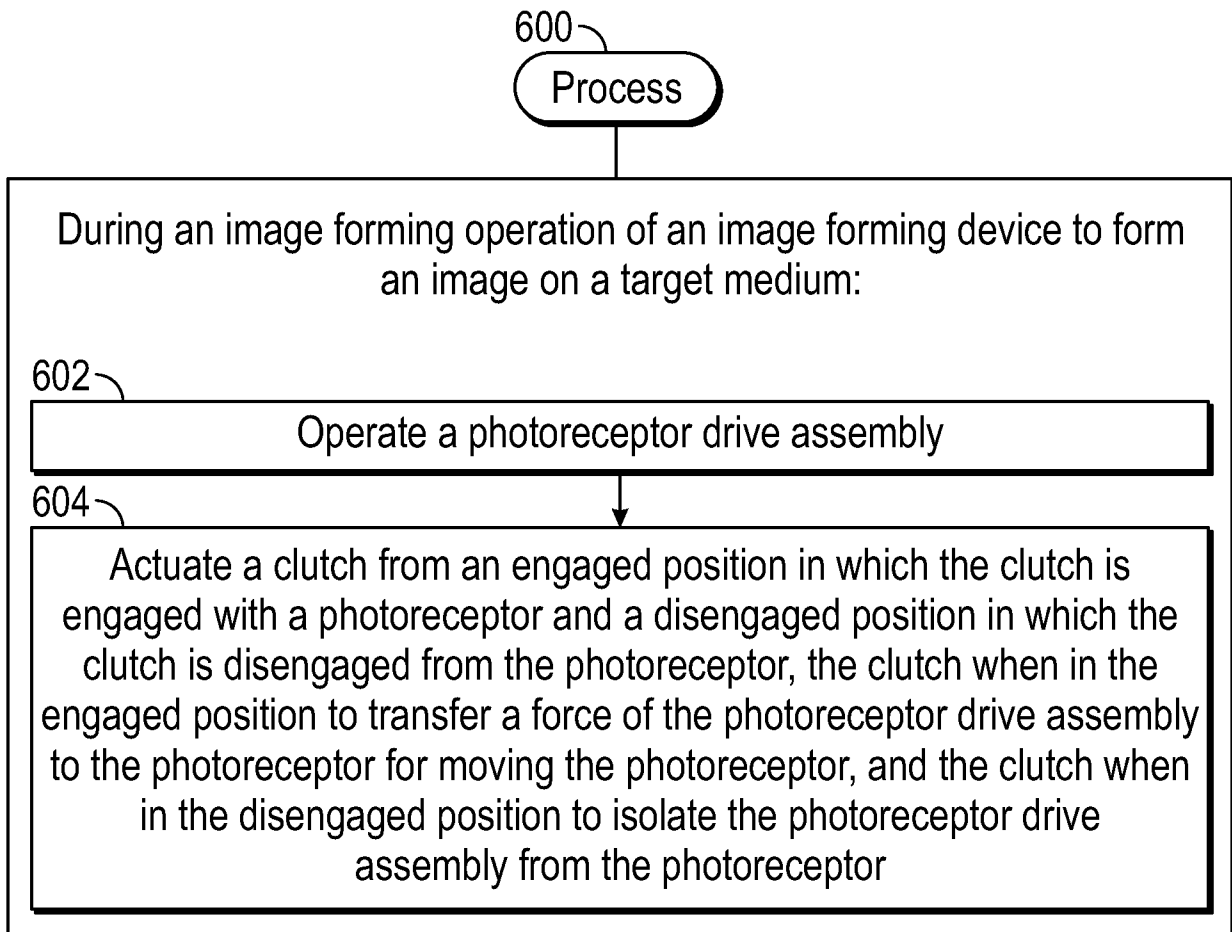 600
Process
During an image forming operation of an image forming device to form
an image on a target medium:
602
Operate a photoreceptor drive assembly
604
Actuate a clutch from an engaged position in which the clutch is
engaged with a photoreceptor and a disengaged position in which the
clutch is disengaged from the photoreceptor, the clutch when in the
engaged position to transfer a force of the photoreceptor drive assembly
to the photoreceptor for moving the photoreceptor, and the clutch when
in the disengaged position to isolate the photoreceptor drive
assembly from the photoreceptor